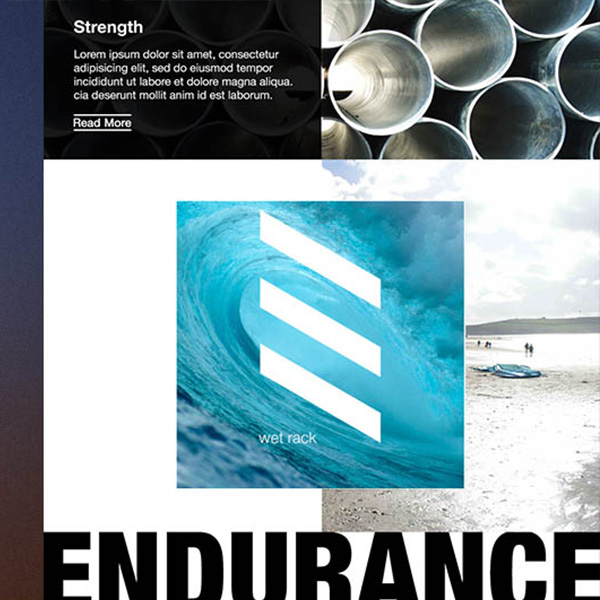 Strength
Lorem ipsum dolor sit amet, consectetur
adipisicing elit, sed do eiusmod tempor
incididunt ut labore et dolore magna aliqua.
cia deserunt mollit anim id est laborum.
Read More
wet rack
ENDURANCE